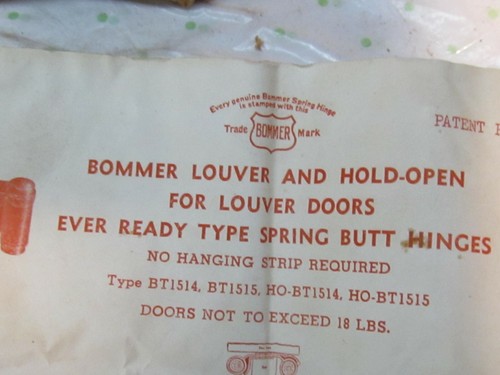 Every genuine Bommer Spring Hinge
is stamped with this
Trade BOMMER Mark
PATENT
BOMMER LOUVER AND HOLD-OPEN
FOR LOUVER DOORS
EVER READY TYPE SPRING BUTT HINGES
NO HANGING STRIP REQUIRED
Type BT1514, BT1515, HO-BT1514, HO-BT1515
DOORS NOT TO EXCEED 18 LBS.